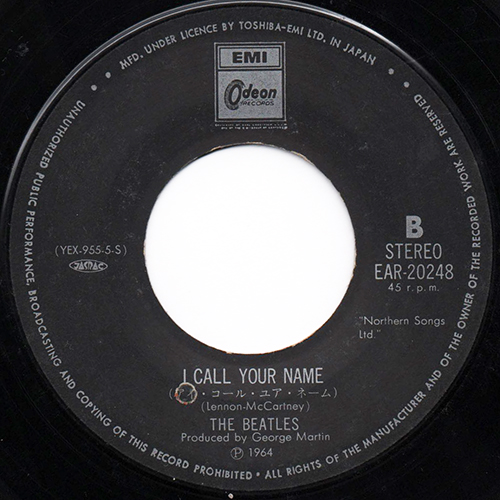 MFD. UNDER LICENCE BY TOSHIBA-EMI LTD. IN JAPAN
EMI
Odeon
B
STEREO
EAR-20248
45 r.p.m.
(YEX-955-5-S)
JASRAC
"Northern Songs
Ltd."
I CALL YOUR NAME
・コール・ユア・ネーム)
(Lennon-McCartney)
THE BEATLES
Produced by George Martin
Ⓟ 1964
UNAUTHORIZED PUBLIC PERFORMANCE, BROADCASTING AND COPYING OF THIS RECORD PROHIBITED • ALL RIGHTS OF THE MANUFACTURER AND OF THE OWNER OF THE RECORDED WORK ARE RESERVED